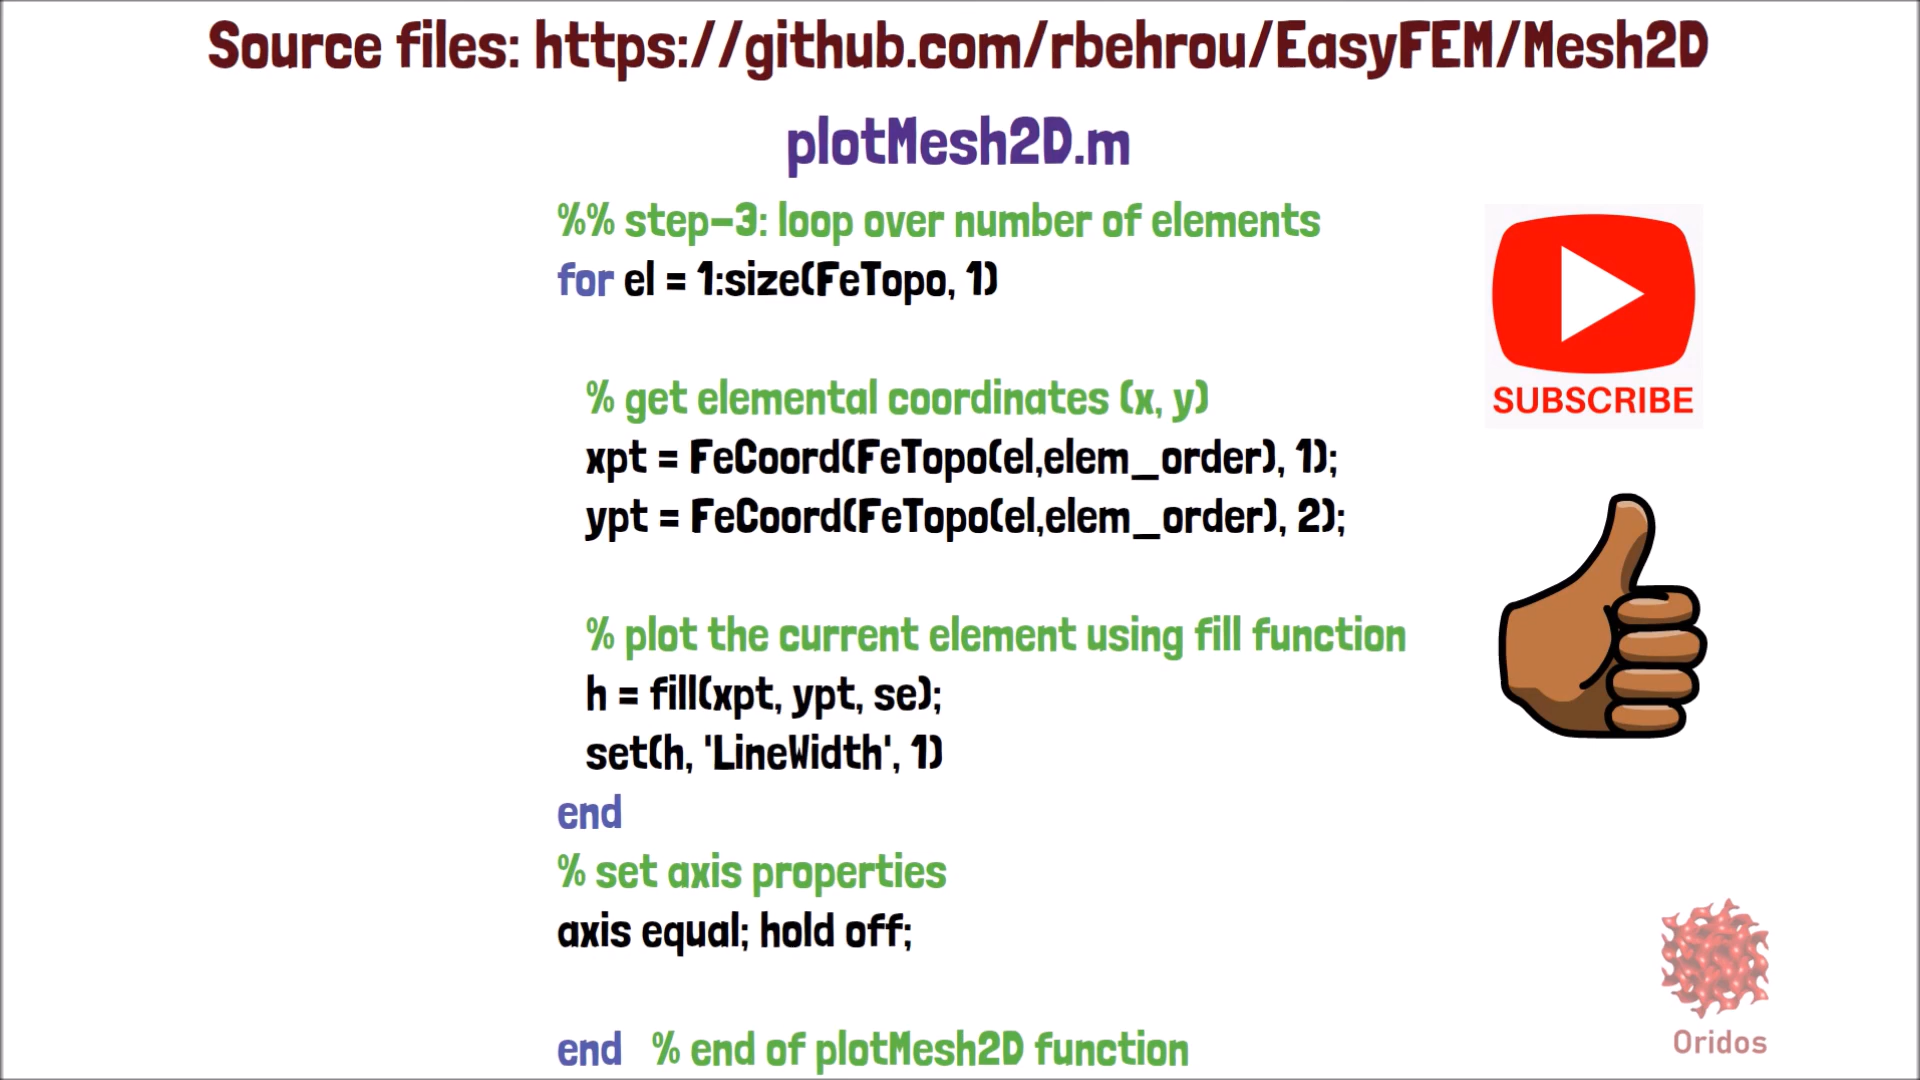 Source files: https://github.com/rbehrou/EasyFEM/Mesh2D
plotMesh2D.m
%% step-3: loop over number of elements
for el = 1:size(FeTopo, 1)
% get elemental coordinates (x, y)
xpt = FeCoord(FeTopo(el,elem_order), 1);
ypt = FeCoord(FeTopo(el,elem_order), 2);
% plot the current element using fill function
h = fill(xpt, ypt, se);
set(h, 'LineWidth', 1)
end
% set axis properties
axis equal; hold off;
end % end of plotMesh2D function
SUBSCRIBE
Oridos